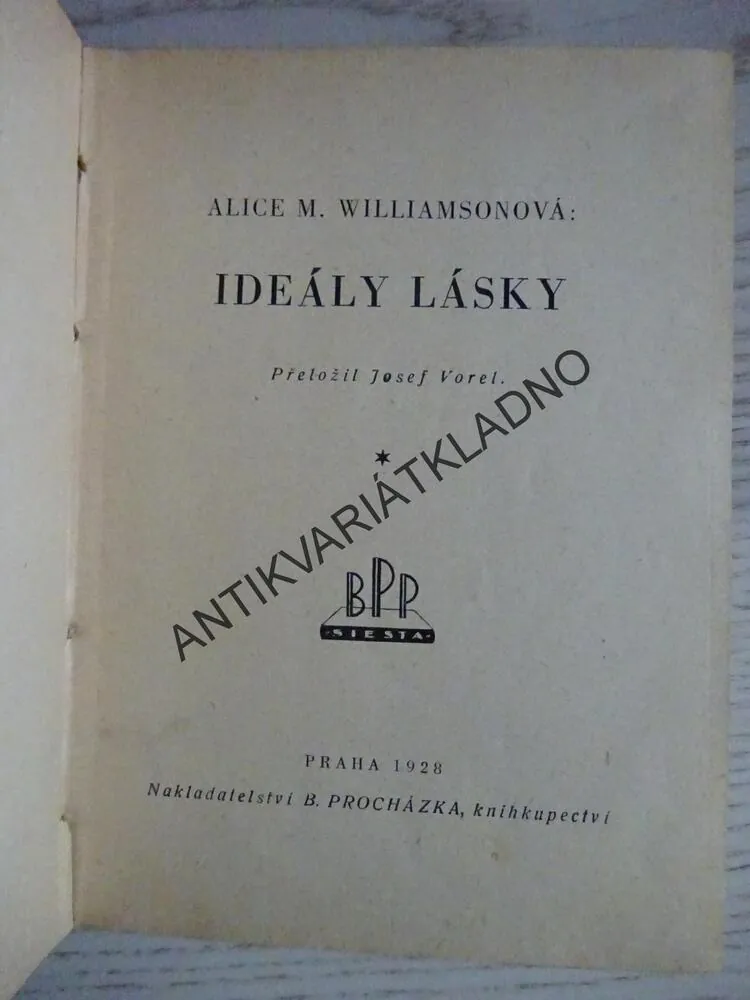 ALICE M. WILLIAMSONOVÁ:
IDEÁLY LÁSKY
Přeložil Josef Vorel.
ANTIKVARIÁTKLADNO
BPP
SIESTA
PRAHA 1928
Nakladatelství B. PROCHÁZKA, knihkupectví